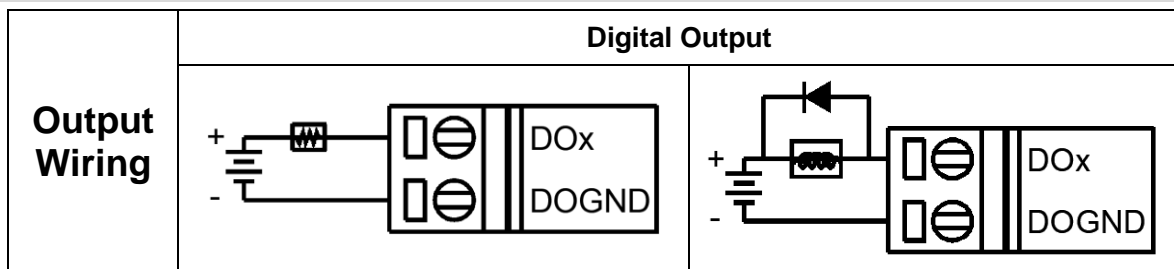 Digital Output
Output
Wiring
+
-
DOx
DOGND
+
-
DOx
DOGND